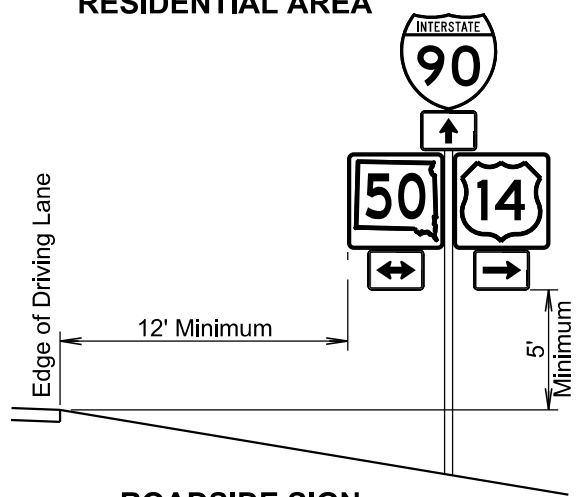 RESIDENTIAL AREA
INTERSTATE
90
50
14
Edge of Driving Lane
12' Minimum
5'
Minimum
ROADSIDE SIGN